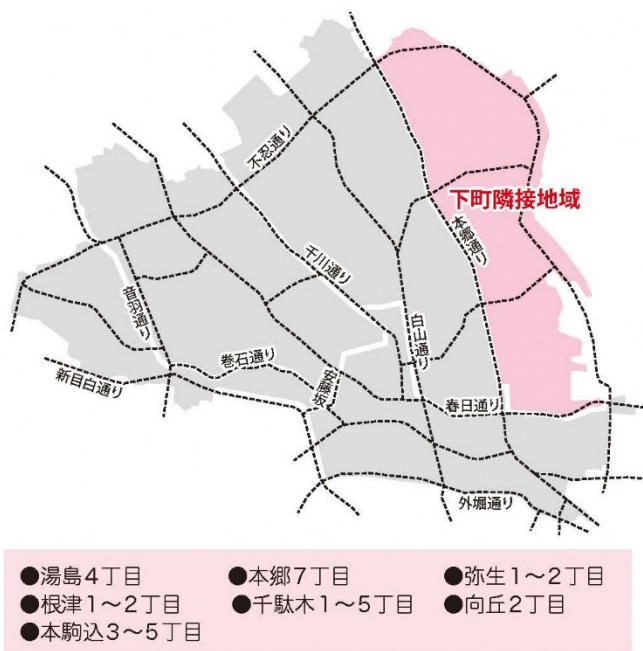 不忍通り
下町隣接地域
本郷通り
千川通り
白山通り
音羽通り
巻石通り
安藤坂
新目白通り
春日通り
外堀通り
●湯島4丁目 ●本郷7丁目 ●弥生1~2丁目
●根津1~2丁目 ●千駄木1~5丁目 ●向丘2丁目
●本駒込3~5丁目